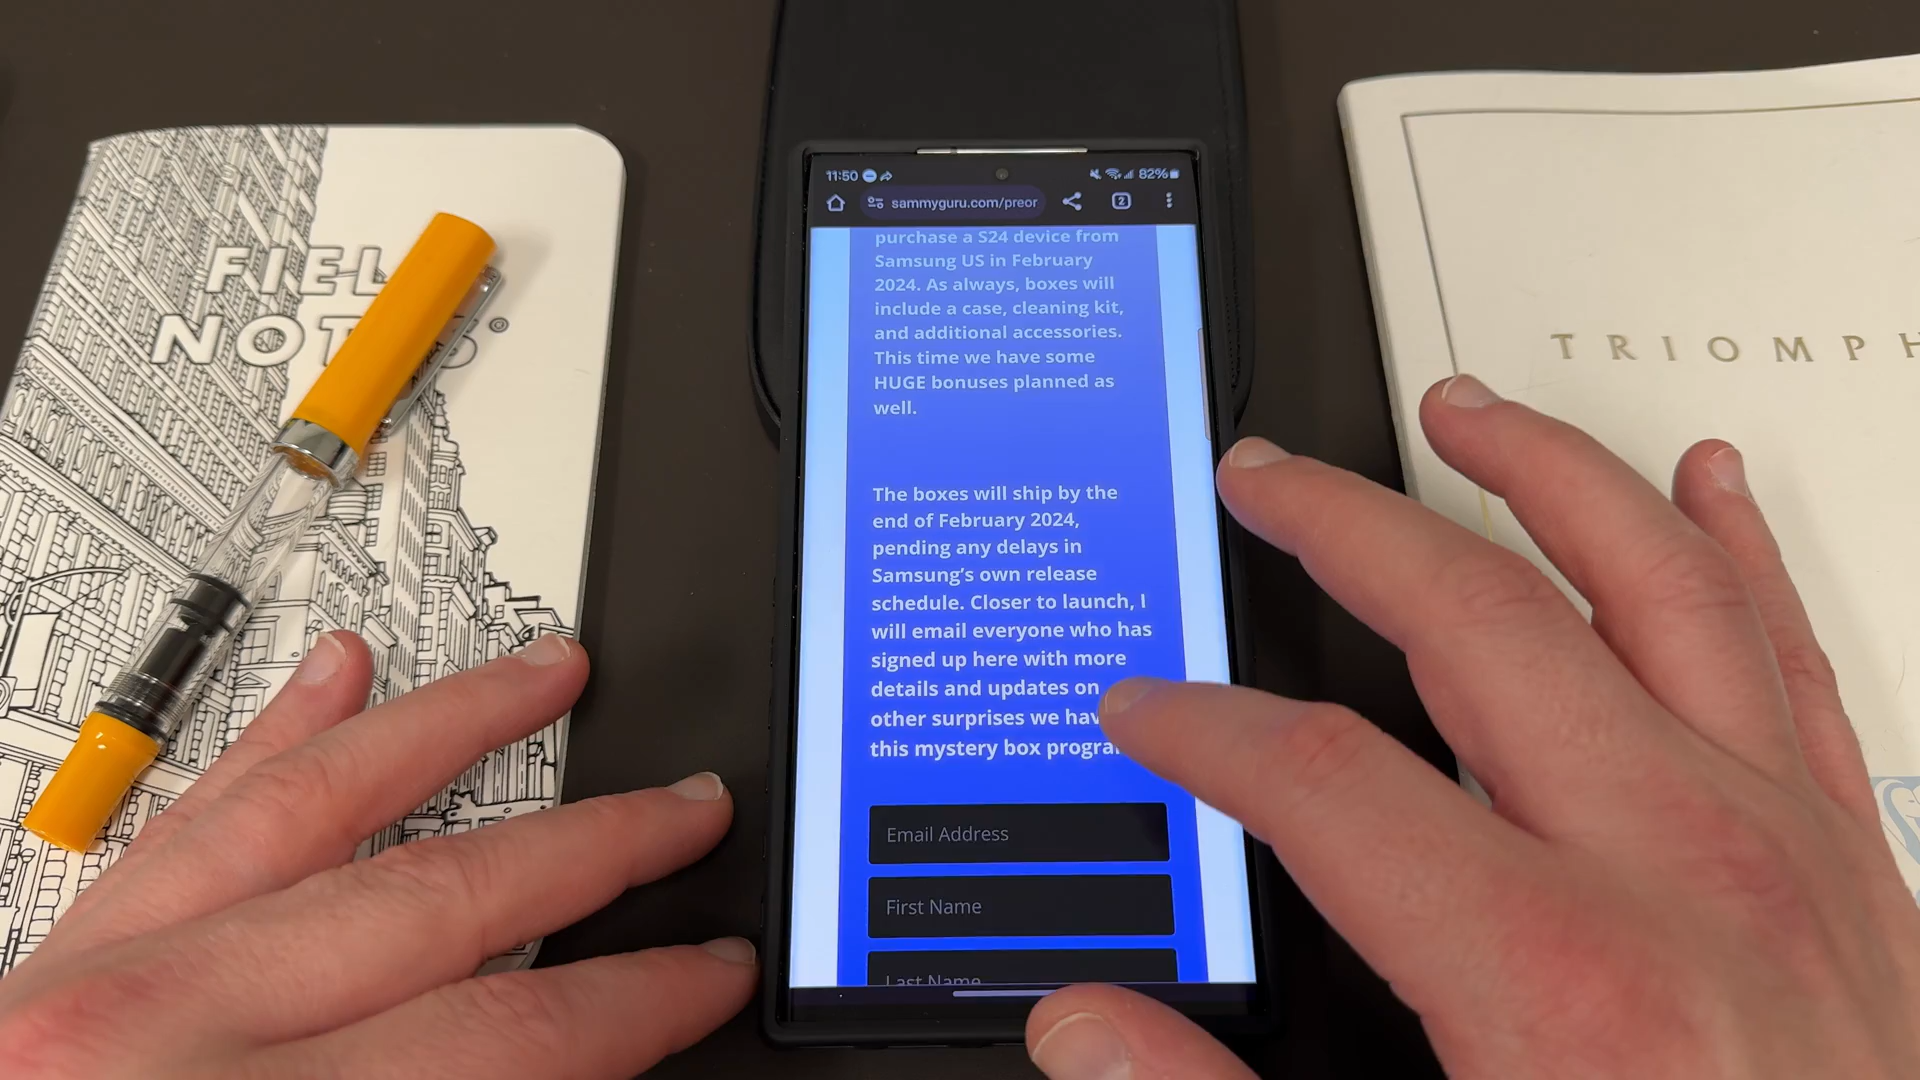 FIEL
NOTES®
11:50
82%
sammyguru.com/preor
2
purchase a S24 device from
Samsung US in February
2024. As always, boxes will
include a case, cleaning kit,
and additional accessories.
This time we have some
HUGE bonuses planned as
well.
The boxes will ship by the
end of February 2024,
pending any delays in
Samsung's own release
schedule. Closer to launch, I
will email everyone who has
signed up here with more
details and updates on
other surprises we hav
this mystery box progra
Email Address
First Name
Last Name
TRIOMPH